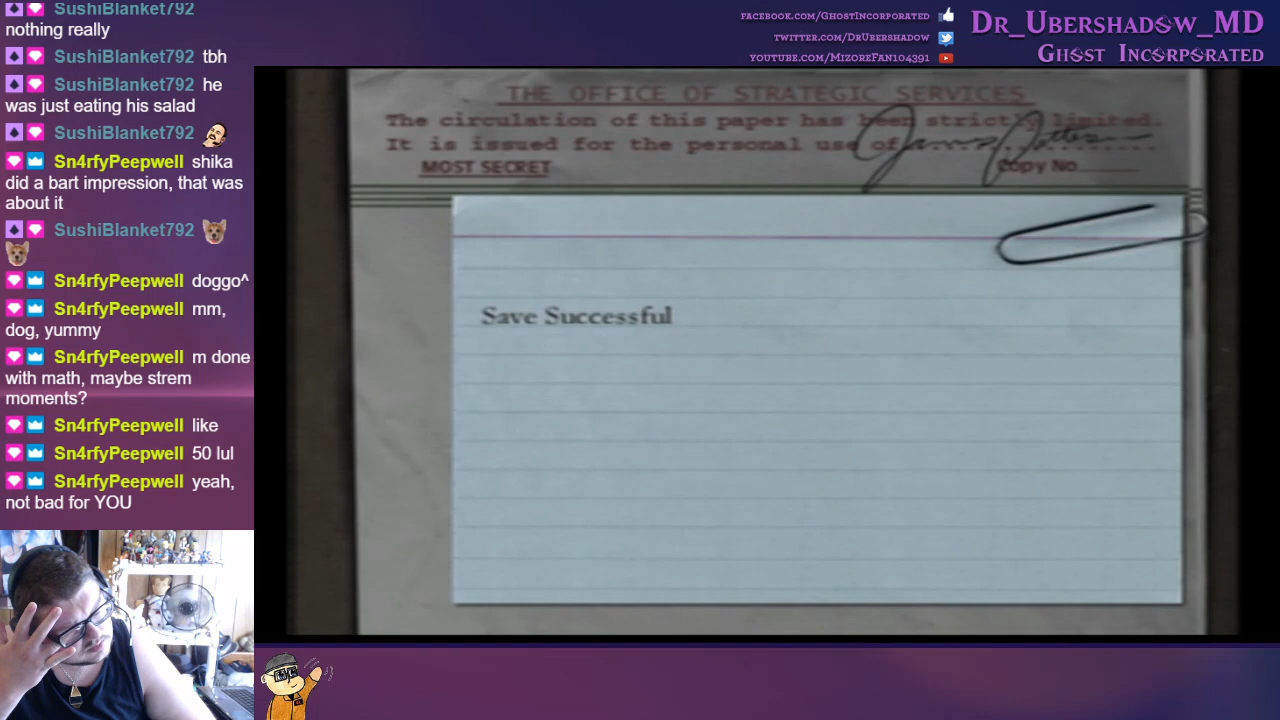 SushiBlanket792
nothing really
SushiBlanket792 tbh
SushiBlanket792 he
was just eating his salad
SushiBlanket792
Sn4rfyPeepwell shika
did a bart impression, that was
about it
SushiBlanket792
Sn4rfyPeepwell doggo^
Sn4rfyPeepwell mm,
dog, yummy
Sn4rfyPeepwell m done
with math, maybe strem
moments?
Sn4rfyPeepwell like
Sn4rfyPeepwell 50 lul
Sn4rfyPeepwell yeah,
not bad for YOU
facebook.com/GhostIncorporated
twitter.com/DrUbershadow
youtube.com/MizoreFan104391
Dr_Ubershadow_MD
Ghost Incorporated
THE OFFICE OF STRATEGIC SERVICES
The circulation of this paper has been strictly limited.
It is issued for the personal use of
MOST SECRET
Copy No
Save Successful